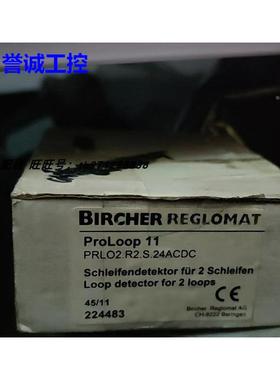 誉诚工控
BIRCHER REGLOMAT
ProLoop 11
PRLO2.R2.S.24ACDC
Schleifendetektor für 2 Schleifen
Loop detector for 2 loops
45/11
224483
CE
Bircher Reglomat AG
CH-8222 Beringen